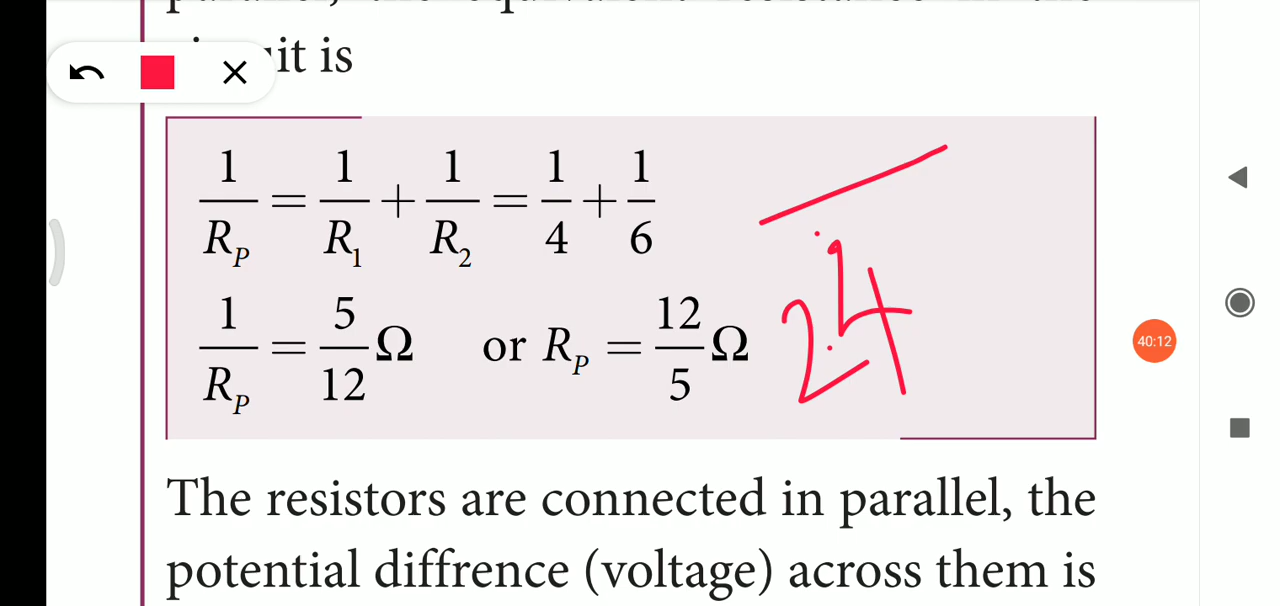 it is
1/R_P = 1/R_1 + 1/R_2 = 1/4 + 1/6
1/R_P = 5/12 Ω or R_P = 12/5 Ω
24
40:12
The resistors are connected in parallel, the
potential diffrence (voltage) across them is